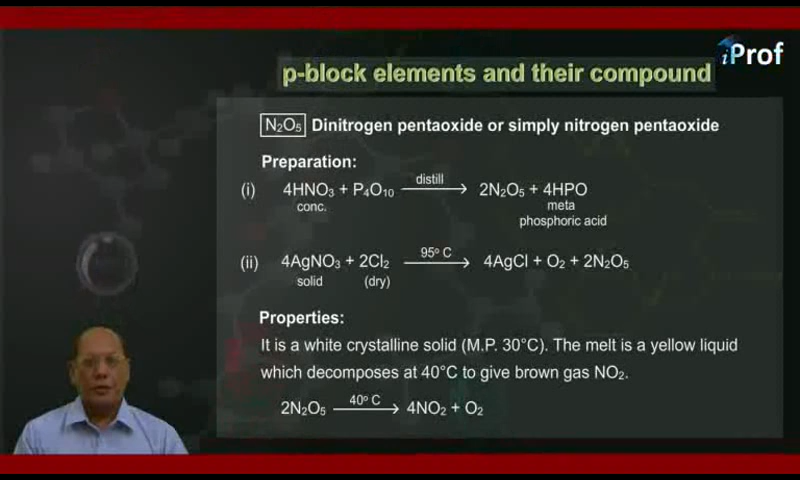 iProf
p-block elements and their compound
N₂O₅ Dinitrogen pentaoxide or simply nitrogen pentaoxide
Preparation:
(i) 4HNO₃ + P₄O₁₀ distill → 2N₂O₅ + 4HPO
conc. meta
phosphoric acid
(ii) 4AgNO₃ + 2Cl₂ 95° C → 4AgCl + O₂ + 2N₂O₅
solid (dry)
Properties:
It is a white crystalline solid (M.P. 30°C). The melt is a yellow liquid
which decomposes at 40°C to give brown gas NO₂.
2N₂O₅ 40° C → 4NO₂ + O₂